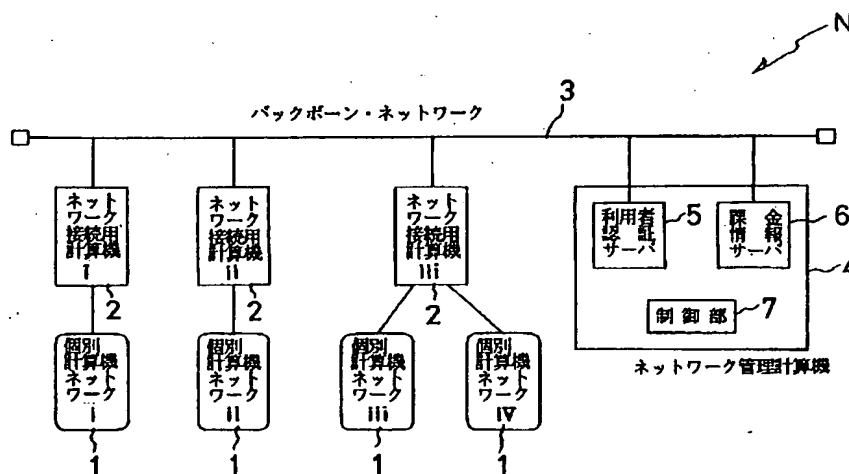 N
バックボーン・ネットワーク
3
ネット
ワーク
接続用
計算機
i
2
ネット
ワーク
接続用
計算機
ii
2
ネット
ワーク
接続用
計算機
iii
2
利用者
認証
サーバ
5
課金
情報
サーバ
6
4
制御部
7
ネットワーク管理計算機
個別
計算機
ネット
ワーク
i
1
個別
計算機
ネット
ワーク
ii
1
個別
計算機
ネット
ワーク
iii
1
個別
計算機
ネット
ワーク
iv
1